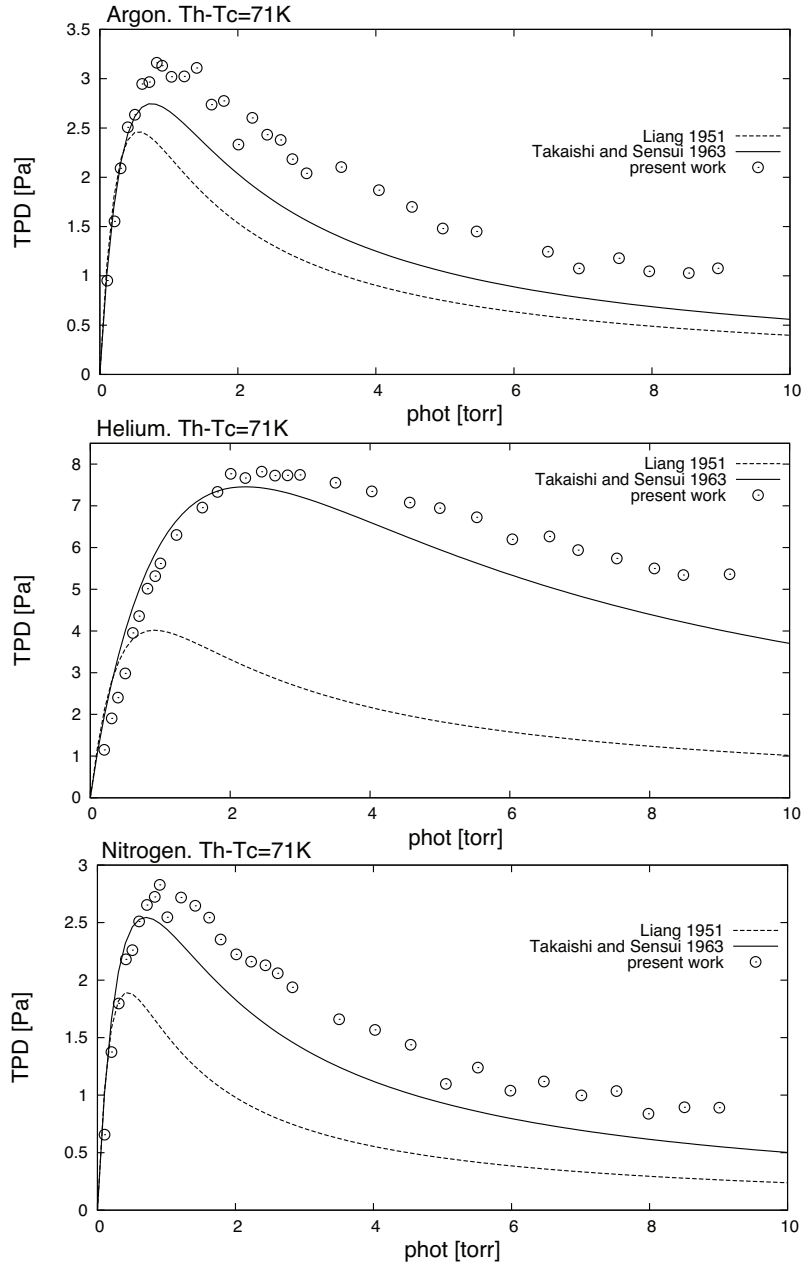 Argon. Th-Tc=71K
3.5
3
2.5
2
1.5
1
0.5
0
TPD [Pa]
Liang 1951
Takaishi and Sensui 1963
present work
0 2 4 6 8 10
phot [torr]
Helium. Th-Tc=71K
8
7
6
5
4
3
2
1
0
TPD [Pa]
Liang 1951
Takaishi and Sensui 1963
present work
0 2 4 6 8 10
phot [torr]
Nitrogen. Th-Tc=71K
3
2.5
2
1.5
1
0.5
0
TPD [Pa]
Liang 1951
Takaishi and Sensui 1963
present work
0 2 4 6 8 10
phot [torr]